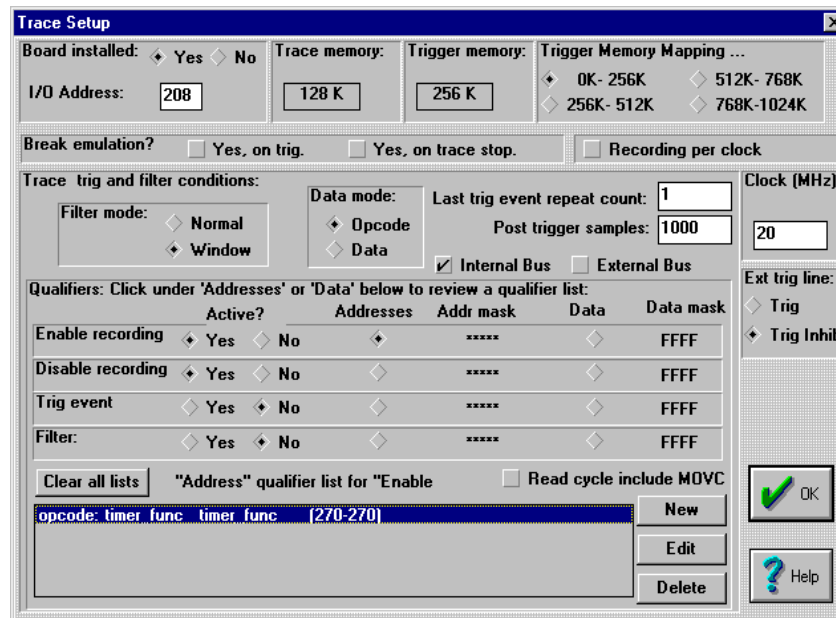 Trace Setup
Board installed: Yes No
I/O Address: 208
Trace memory:
128 K
Trigger memory:
256 K
Trigger Memory Mapping ...
0K- 256K 512K- 768K
256K- 512K 768K-1024K
Break emulation? Yes, on trig. Yes, on trace stop.
Recording per clock
Trace trig and filter conditions:
Filter mode: Normal
Window
Data mode:
Opcode
Data
Last trig event repeat count: 1
Post trigger samples: 1000
Internal Bus External Bus
Clock (MHz)
20
Ext trig line:
Trig
Trig Inhil
Qualifiers: Click under 'Addresses' or 'Data' below to review a qualifier list:
Active? Addresses Addr mask Data Data mask
Enable recording Yes No ***** FFFF
Disable recording Yes No ***** FFFF
Trig event Yes No ***** FFFF
Filter: Yes No ***** FFFF
Clear all lists "Address" qualifier list for "Enable Read cycle include MOVC
opcode: timer_func timer_func (270-270)
New
Edit
Delete
OK
Help